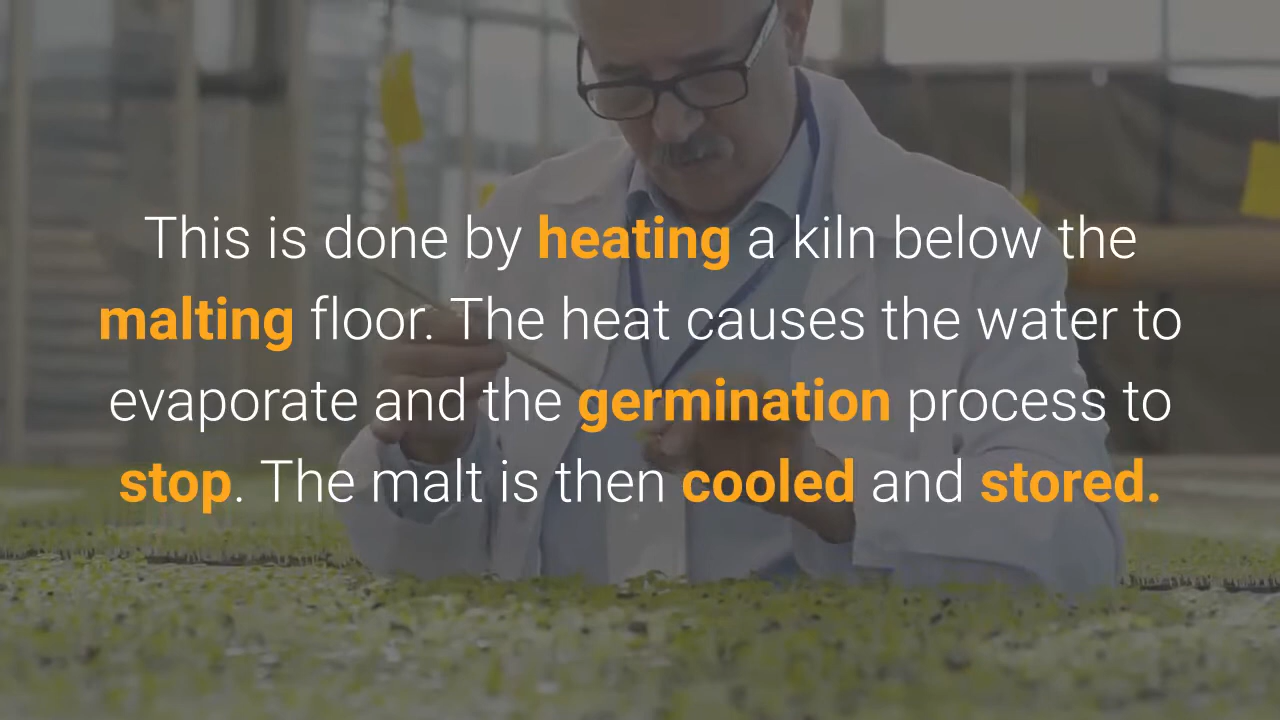 This is done by heating a kiln below the
malting floor. The heat causes the water to
evaporate and the germination process to
stop. The malt is then cooled and stored.